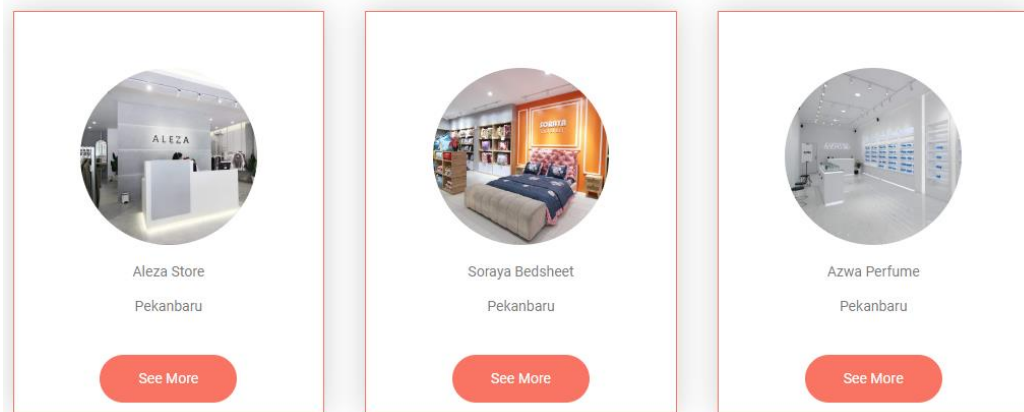 ALEZA
Aleza Store
Pekanbaru
See More
SORAYA
Soraya Bedsheet
Pekanbaru
See More
Azwa Perfume
Pekanbaru
See More